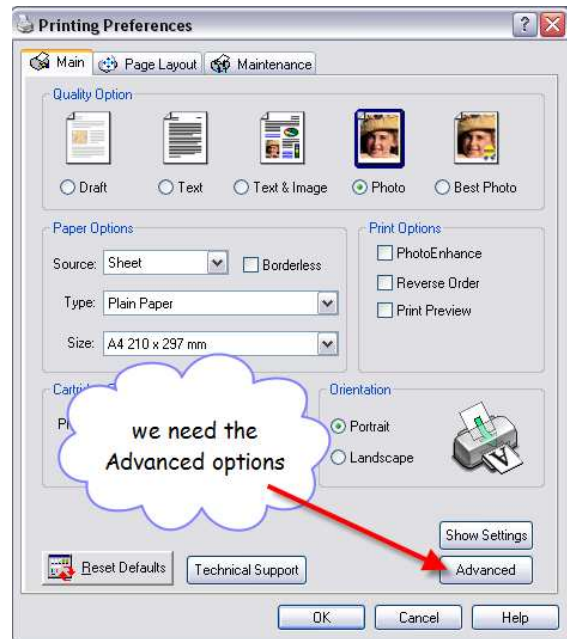 Printing Preferences
Main Page Layout Maintenance
Quality Option
Draft Text Text & Image Photo Best Photo
Paper Options
Source: Sheet Borderless
Type: Plain Paper
Size: A4 210 x 297 mm
Print Options
PhotoEnhance
Reverse Order
Print Preview
we need the
Advanced options
Orientation
Portrait
Landscape
Show Settings
Reset Defaults Technical Support Advanced
OK Cancel Help